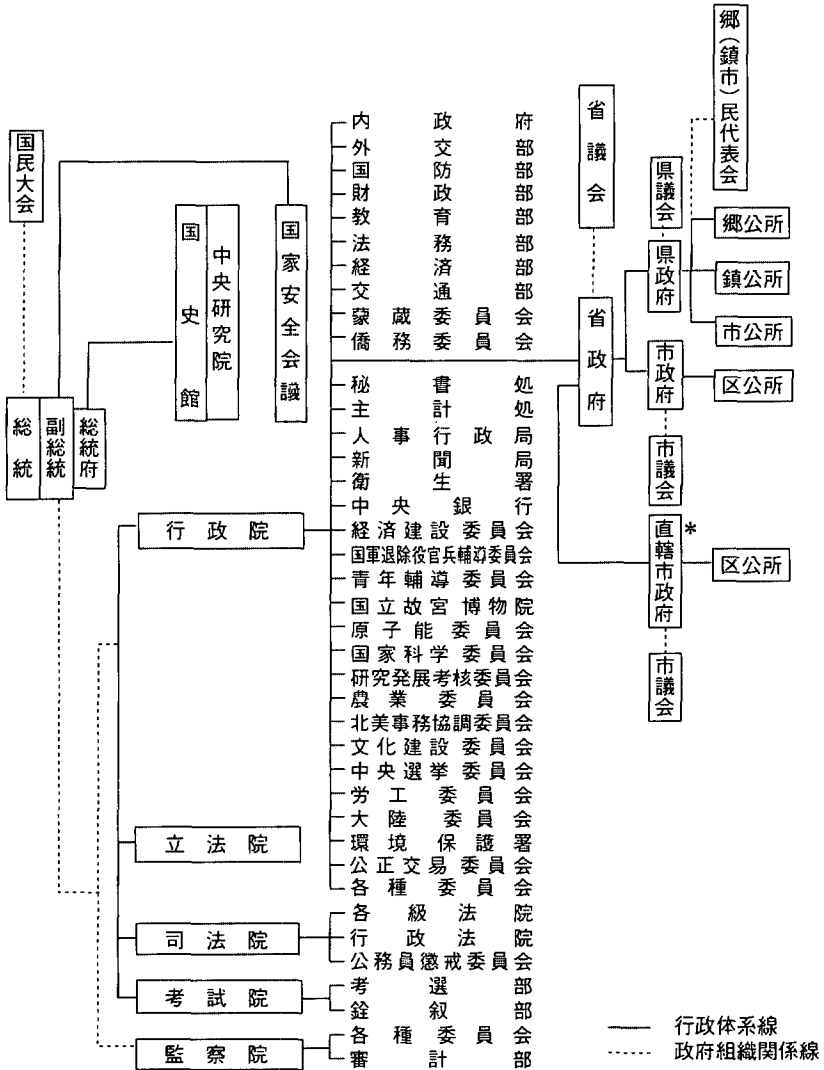 国民大会
総統
副総統
総統府
国史館
中央研究院
国家安全会議
行政院
立法院
司法院
考試院
監察院
内政府
外交部
国防部
財政部
教育部
法務部
経済部
交通部
蒙蔵委員会
僑務委員会
秘書処
主計処
人事行政局
新聞局
衛生署
中央銀行
経済建設委員会
国軍退除役官兵輔導委員会
青年輔導委員会
国立故宮博物院
原子能委員会
国家科学委員会
研究発展考核委員会
農業委員会
北美事務協調委員会
文化建設委員会
中央選挙委員会
労工委員会
大陸委員会
環境保護署
公正交易委員会
各種委員会
各級法院
行政法院
公務員懲戒委員会
考選部
銓叙部
各種委員会
審計部
省議会
省政府
郷(鎮市)民代表会
県議会
県政府
郷公所
鎮公所
市公所
市政府
区公所
市議会
直轄市政府
*
区公所
市議会
行政体系線
政府組織関係線